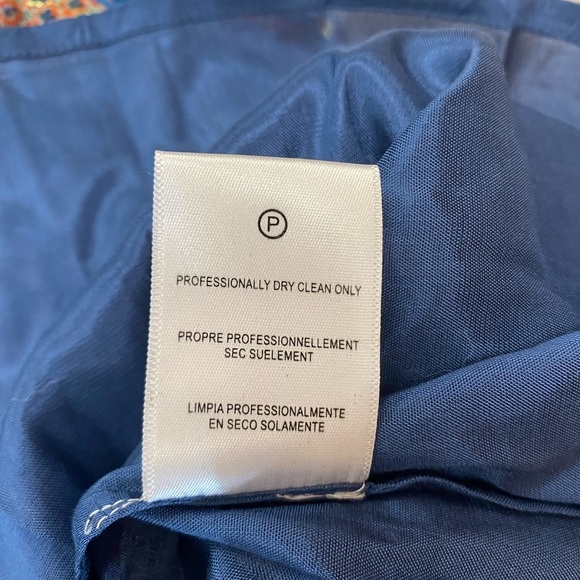 P
PROFESSIONALLY DRY CLEAN ONLY
PROPRE PROFESSIONNELLEMENT
SEC SUELEMENT
LIMPIA PROFESSIONALMENTE
EN SECO SOLAMENTE